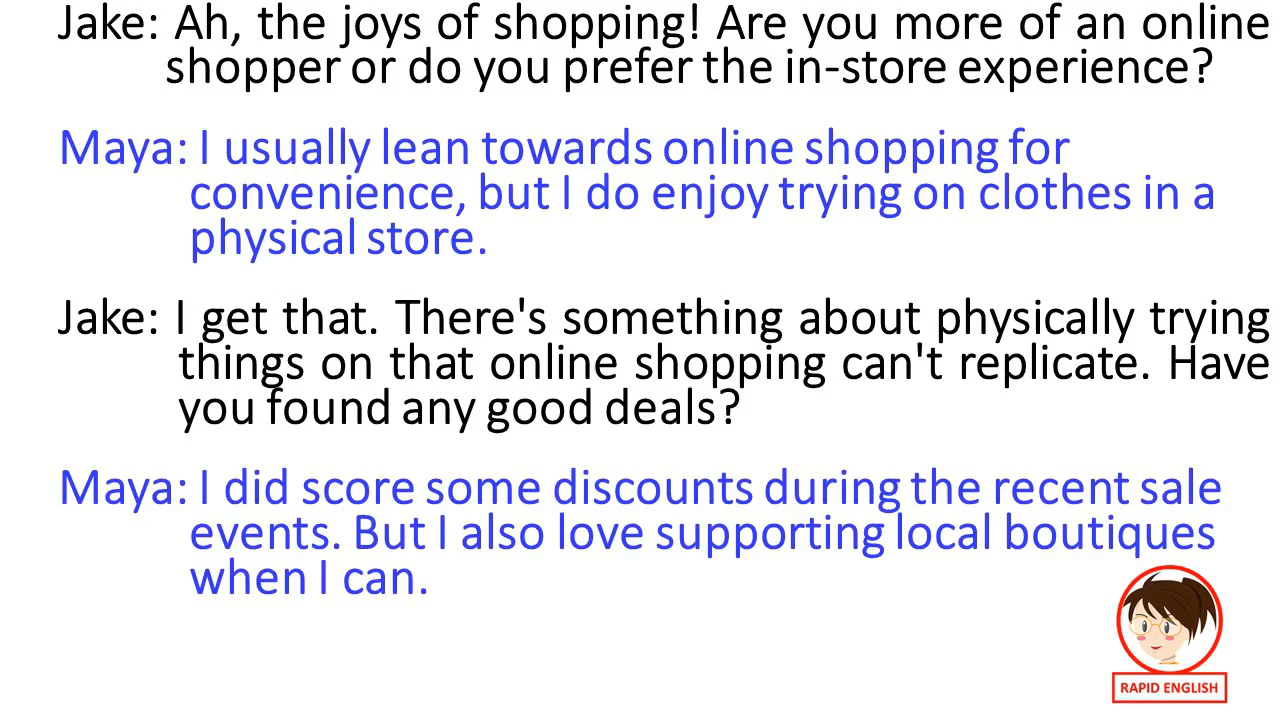 Jake: Ah, the joys of shopping! Are you more of an online
shopper or do you prefer the in-store experience?
Maya: I usually lean towards online shopping for
convenience, but I do enjoy trying on clothes in a
physical store.
Jake: I get that. There's something about physically trying
things on that online shopping can't replicate. Have
you found any good deals?
Maya: I did score some discounts during the recent sale
events. But I also love supporting local boutiques
when I can.
RAPID ENGLISH